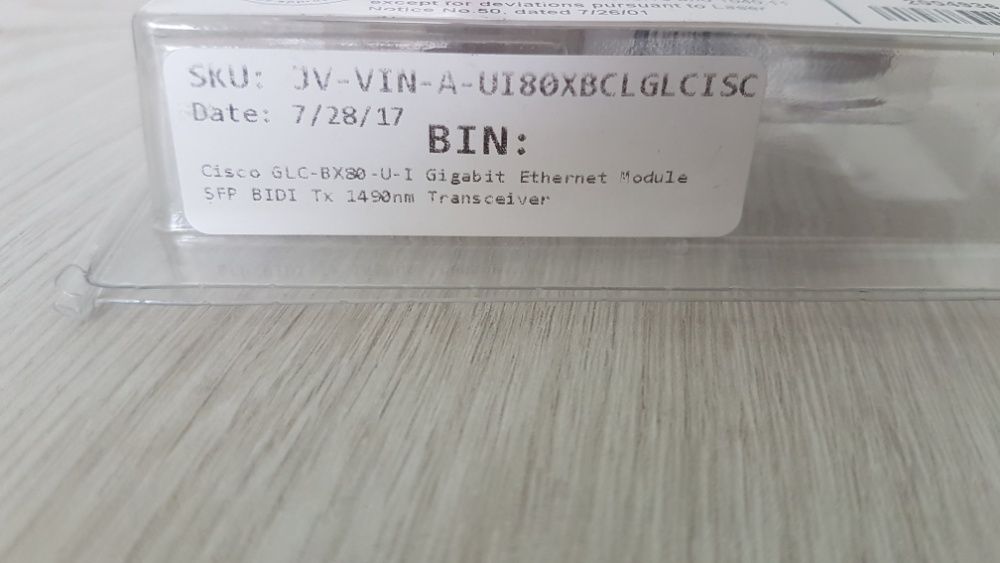 except for deviations pursuant to Laser
Notice No.50, dated 7/26/01
SKU: JV-VIN-A-UI80XBCLGLCISC
Date: 7/28/17
BIN:
Cisco GLC-BX80-U-I Gigabit Ethernet Module
SFP BIDI Tx 1490nm Transceiver